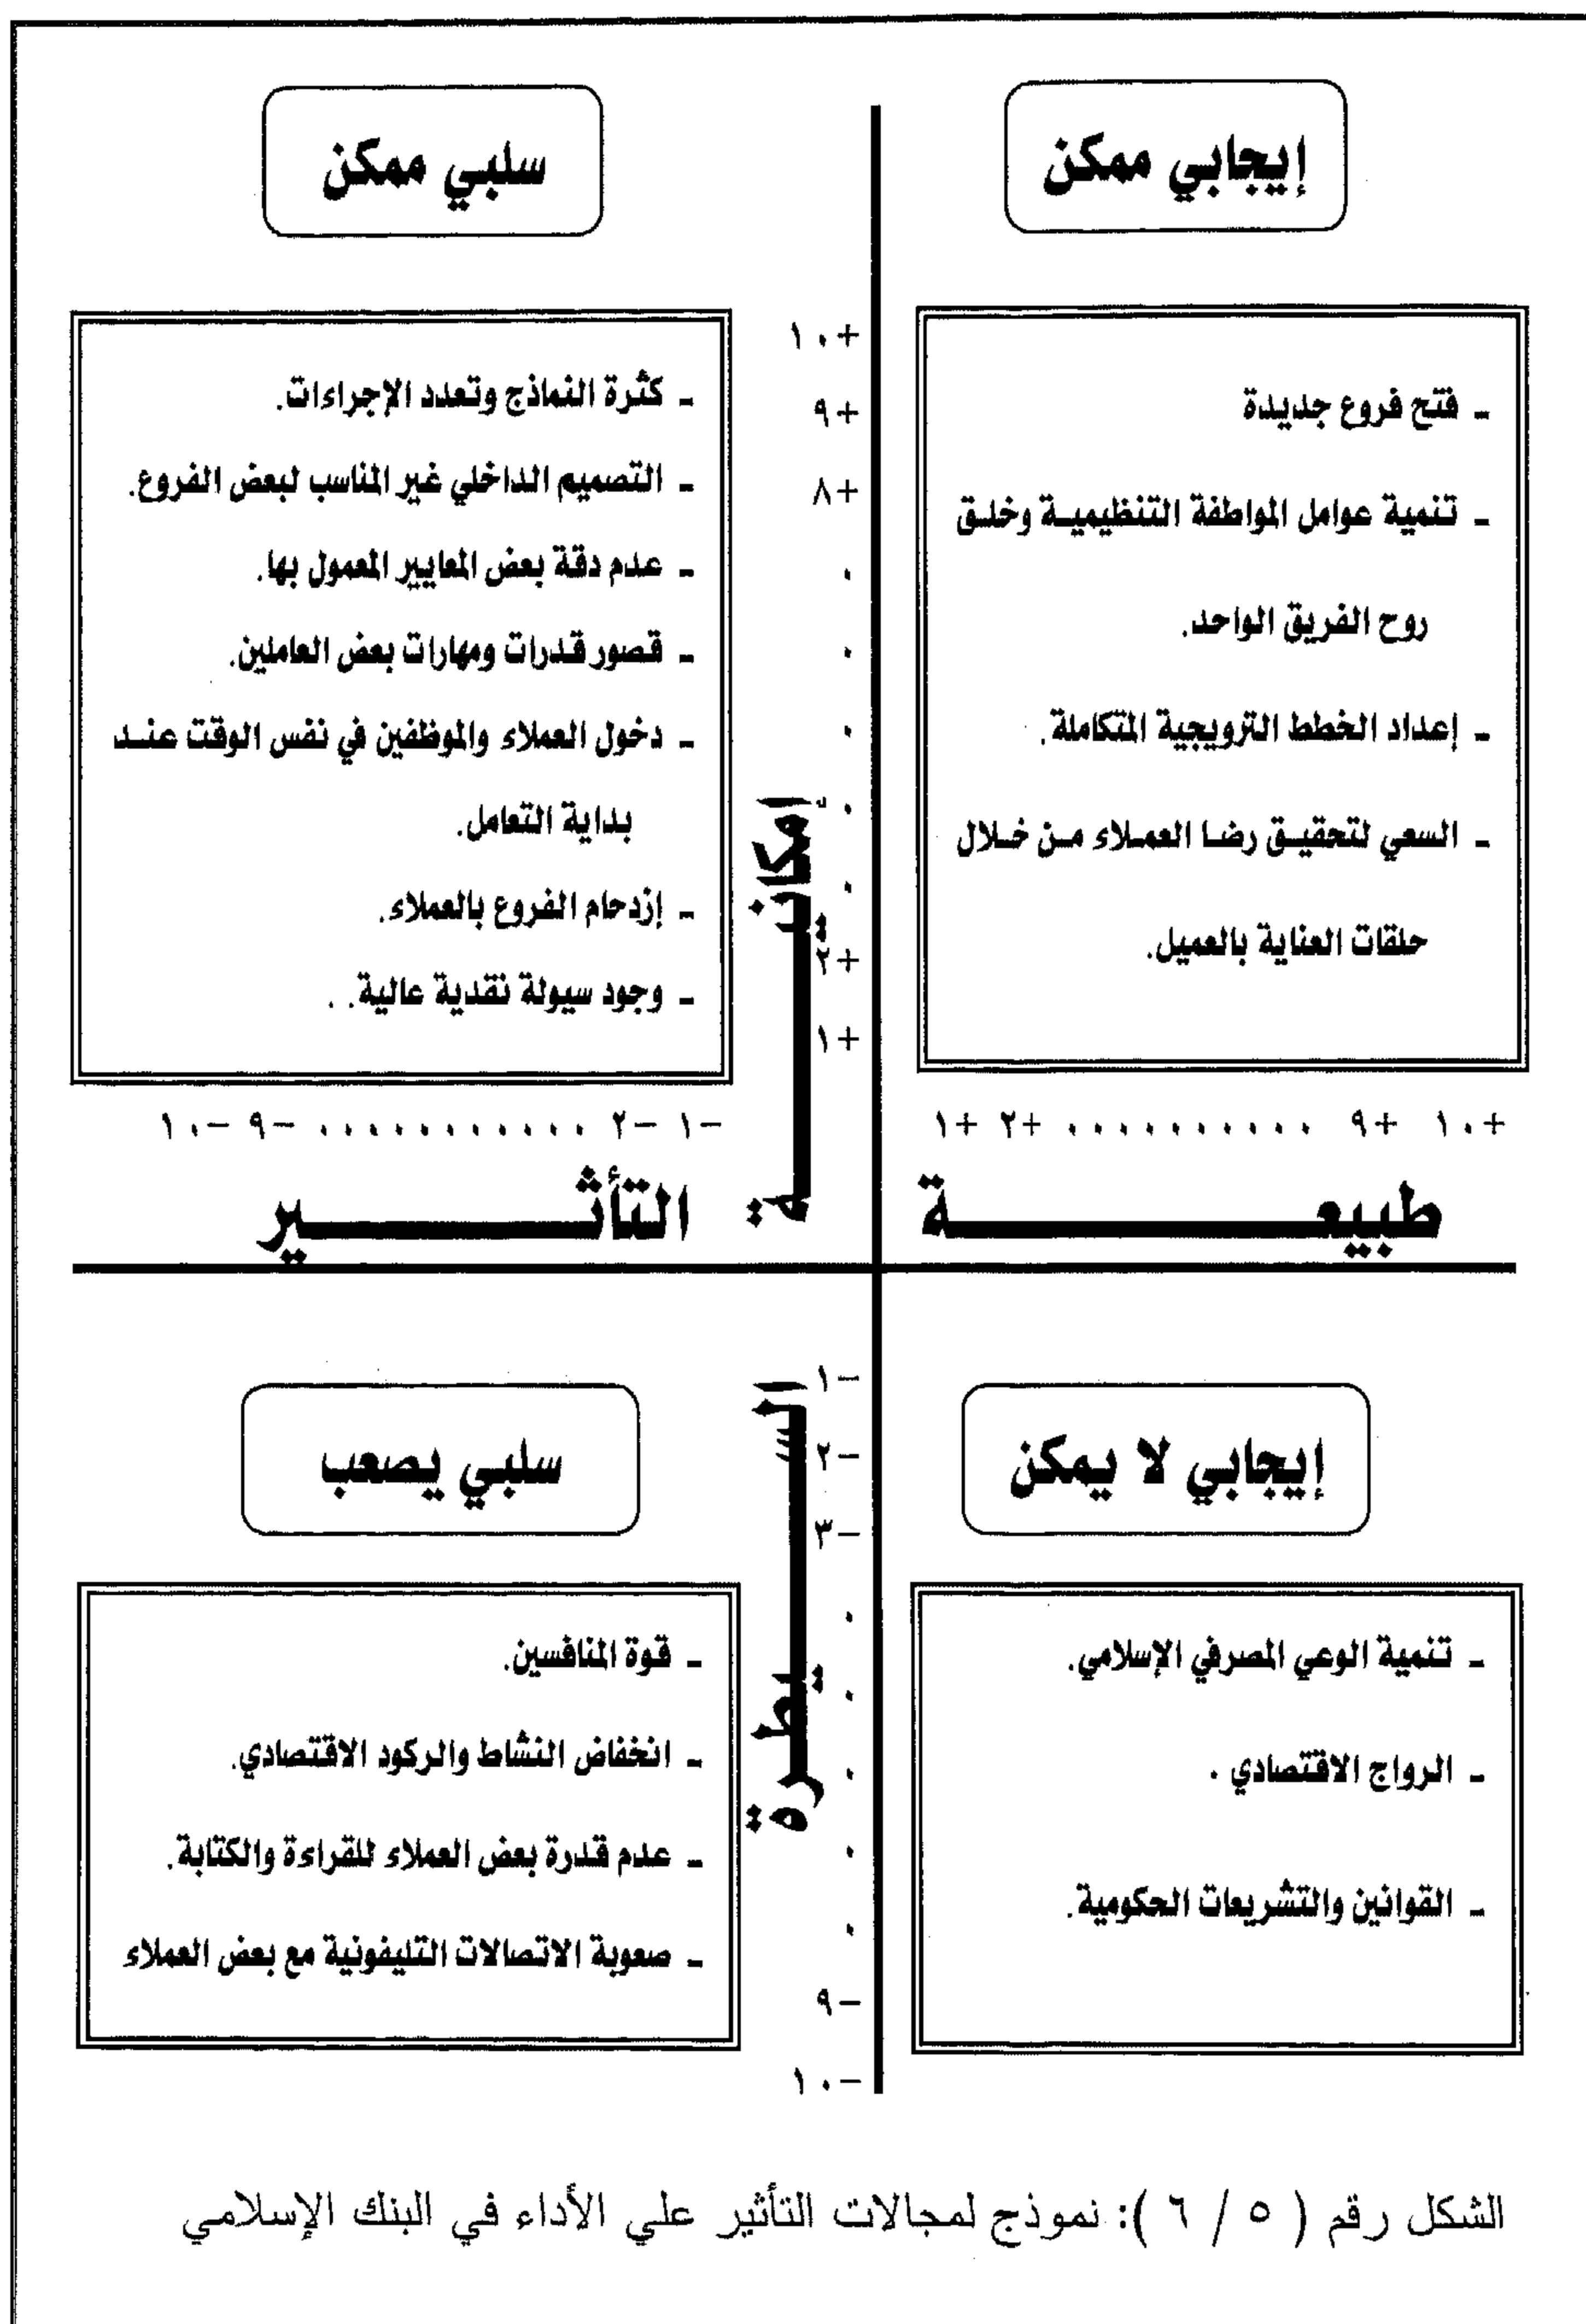 إيجابي ممكن
- فتح فروع جديدة
- تنمية عوامل المواطفة التنظيمية وخلق
روح الفريق الواحد.
- إعداد الخطط الترويجية المتكاملة.
- السعي لتحقيق رضا العملاء من خلال
حلقات العناية بالعميل.
سلبي ممكن
- كثرة النماذج وتعدد الإجراءات.
- التصميم الداخلي غير المناسب لبعض الفروع.
- عدم دقة بعض المعايير المعمول بها.
- قصور قدرات ومهارات بعض العاملين.
- دخول العملاء والموظفين في نفس الوقت عند
بداية التعامل.
- إزدحام الفروع بالعملاء.
- وجود سيولة نقدية عالية. .
+١٠
+٩
+٨
.
.
.
.
.
+٢
+١
إمكانية
+١٠ +٩ .......... +٢ +١
-١ -٢ ........... -٩ -١٠
طبيعة التأثير
السيطرة
-١
-٢
-٣
.
.
.
.
.
-٩
-١٠
إيجابي لا يمكن
- تنمية الوعي المصرفي الإسلامي.
- الرواج الاقتصادي .
- القوانين والتشريعات الحكومية.
سلبي يصعب
- قوة المنافسين.
- انخفاض النشاط والركود الاقتصادي.
- عدم قدرة بعض العملاء للقراءة والكتابة.
- صعوبة الاتصالات التليفونية مع بعض العملاء
الشكل رقم ( ٥ / ٦ ): نموذج لمجالات التأثير علي الأداء في البنك الإسلامي